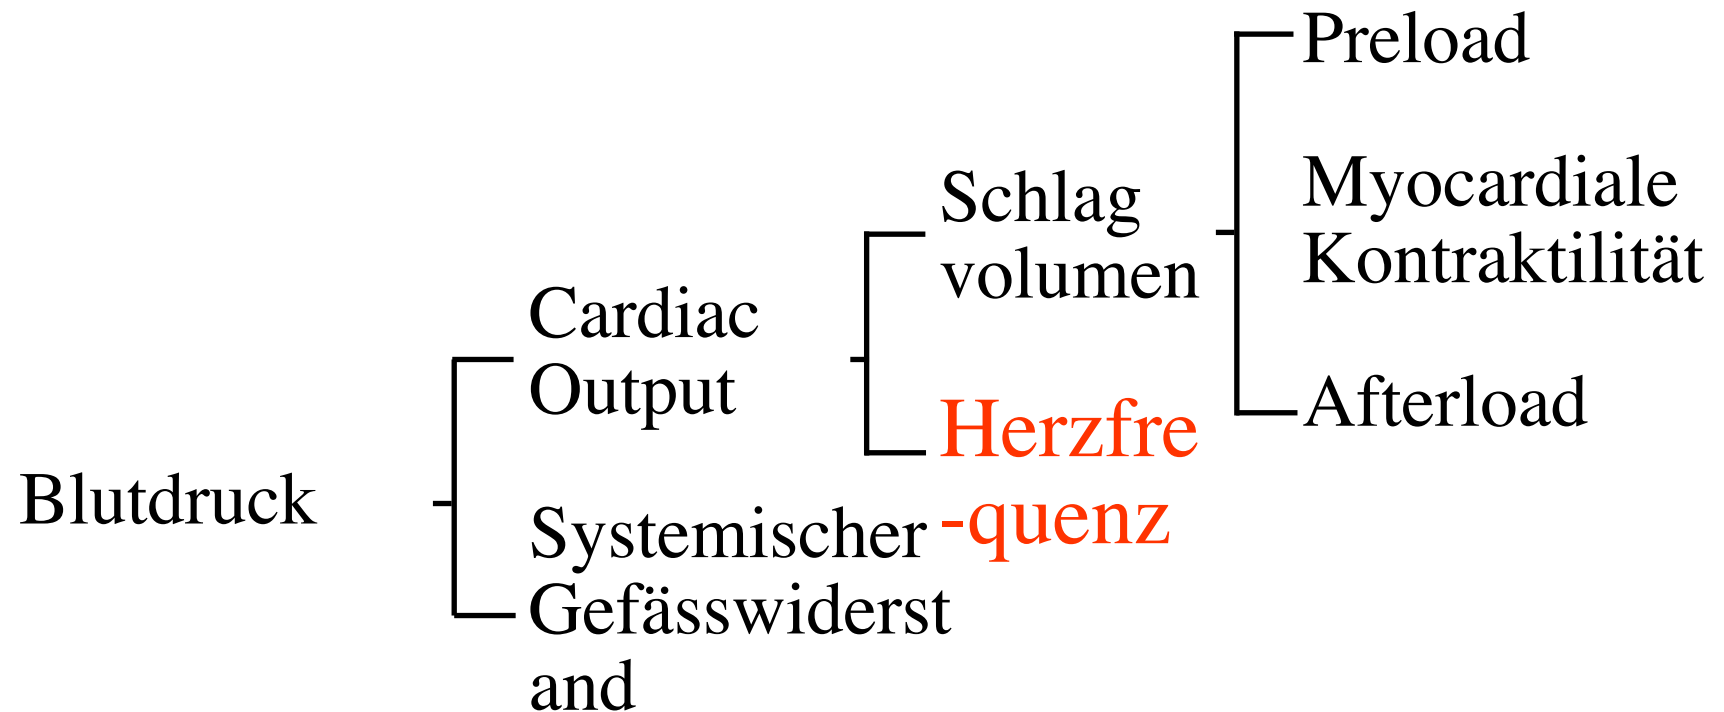 Preload
Myocardiale
Kontraktilität
Afterload
Schlag
volumen
Herzfre
-quenz
Cardiac
Output
Systemischer
Gefässwiderst
and
Blutdruck